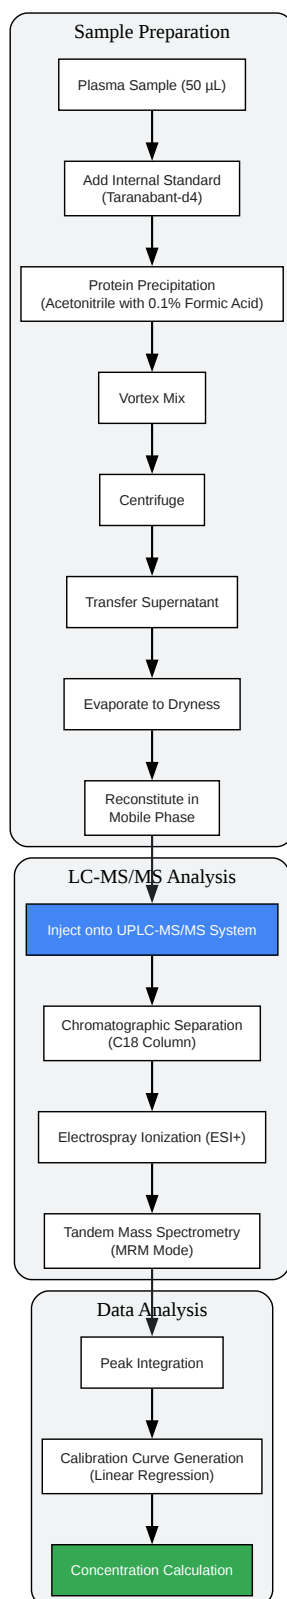 Sample Preparation
Plasma Sample (50 µL)
Add Internal Standard
(Taranabant-d4)
Protein Precipitation
(Acetonitrile with 0.1% Formic Acid)
Vortex Mix
Centrifuge
Transfer Supernatant
Evaporate to Dryness
Reconstitute in
Mobile Phase
LC-MS/MS Analysis
Inject onto UPLC-MS/MS System
Chromatographic Separation
(C18 Column)
Electrospray Ionization (ESI+)
Tandem Mass Spectrometry
(MRM Mode)
Data Analysis
Peak Integration
Calibration Curve Generation
(Linear Regression)
Concentration Calculation